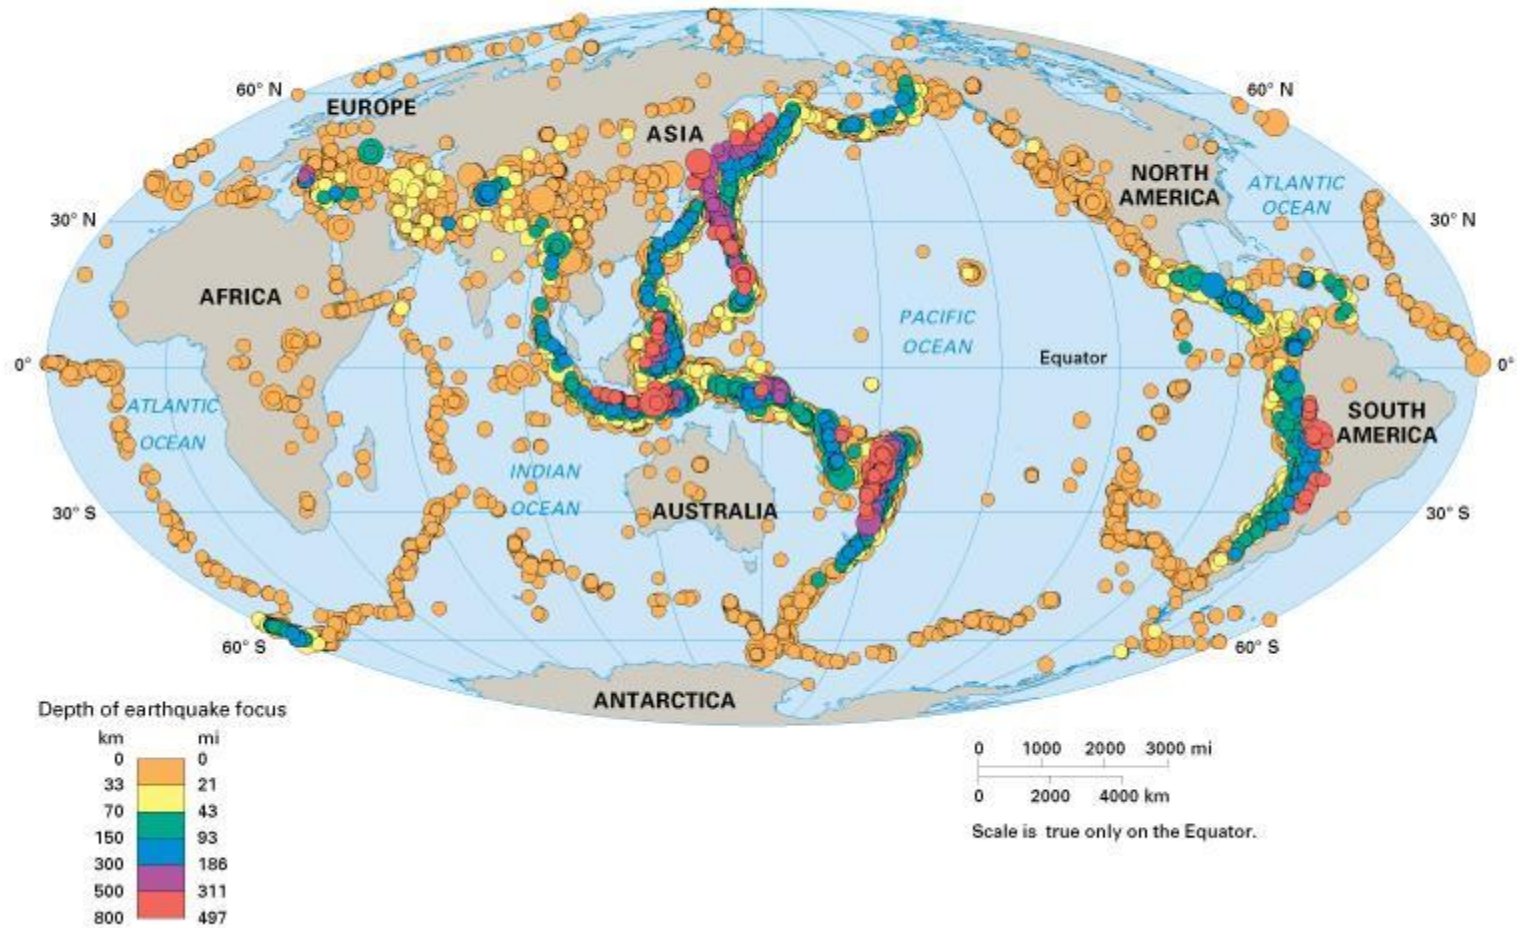 60° N
60° N
EUROPE
ASIA
NORTH
AMERICA
ATLANTIC
OCEAN
30° N
30° N
AFRICA
PACIFIC
OCEAN
Equator
0°
0°
ATLANTIC
OCEAN
SOUTH
AMERICA
INDIAN
OCEAN
30° S
AUSTRALIA
30° S
60° S
60° S
ANTARCTICA
Depth of earthquake focus
km mi
0 0
33 21
70 43
150 93
300 186
500 311
800 497
0 1000 2000 3000 mi
0 2000 4000 km
Scale is true only on the Equator.